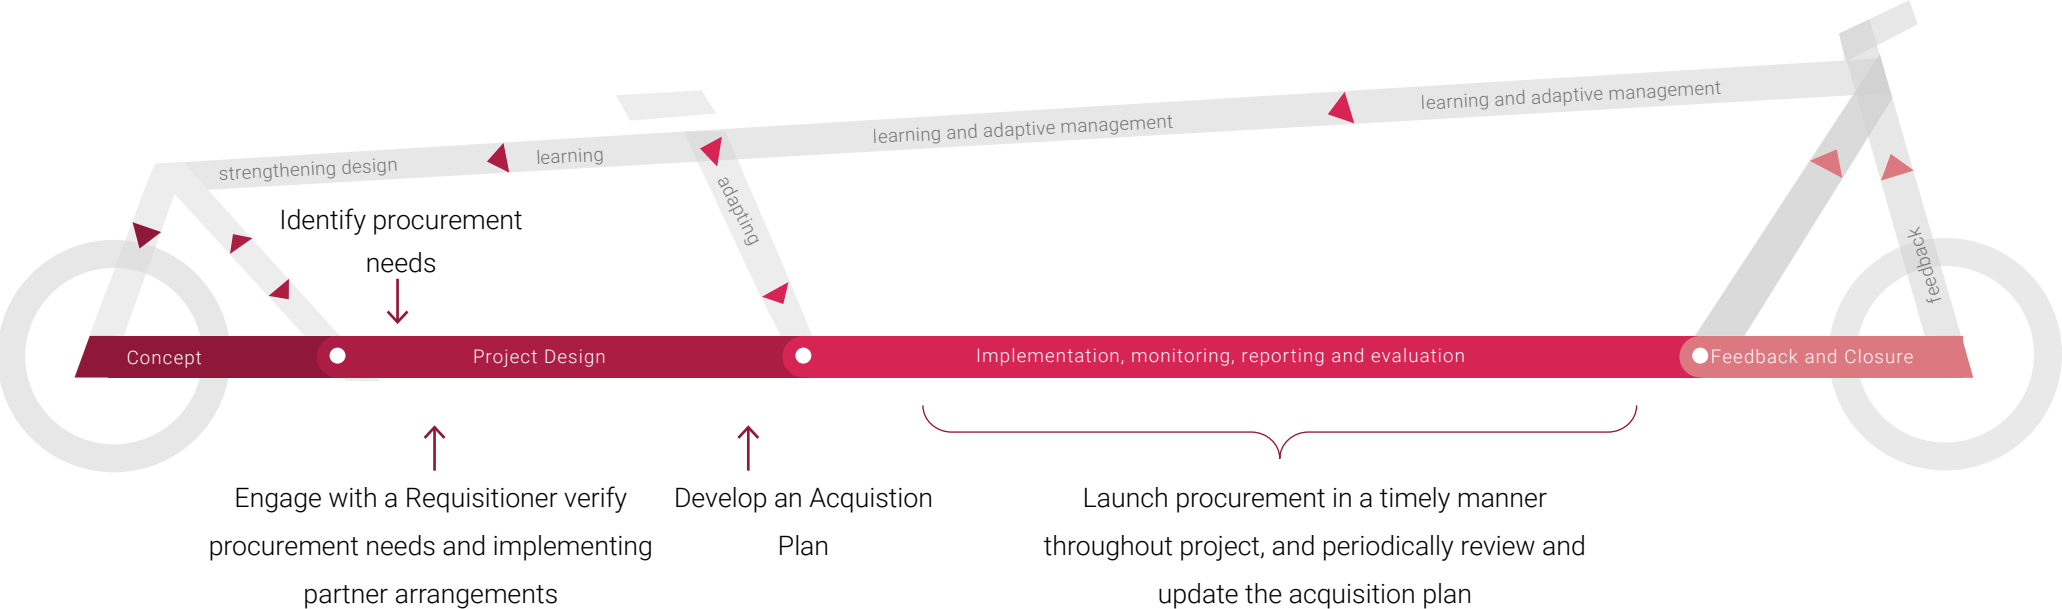 learning and adaptive management
learning and adaptive management
learning
strengthening design
adapting
feedback
Identify procurement
needs
Concept
Project Design
Implementation, monitoring, reporting and evaluation
Feedback and Closure
Engage with a Requisitioner verify
procurement needs and implementing
partner arrangements
Develop an Acquistion
Plan
Launch procurement in a timely manner
throughout project, and periodically review and
update the acquisition plan